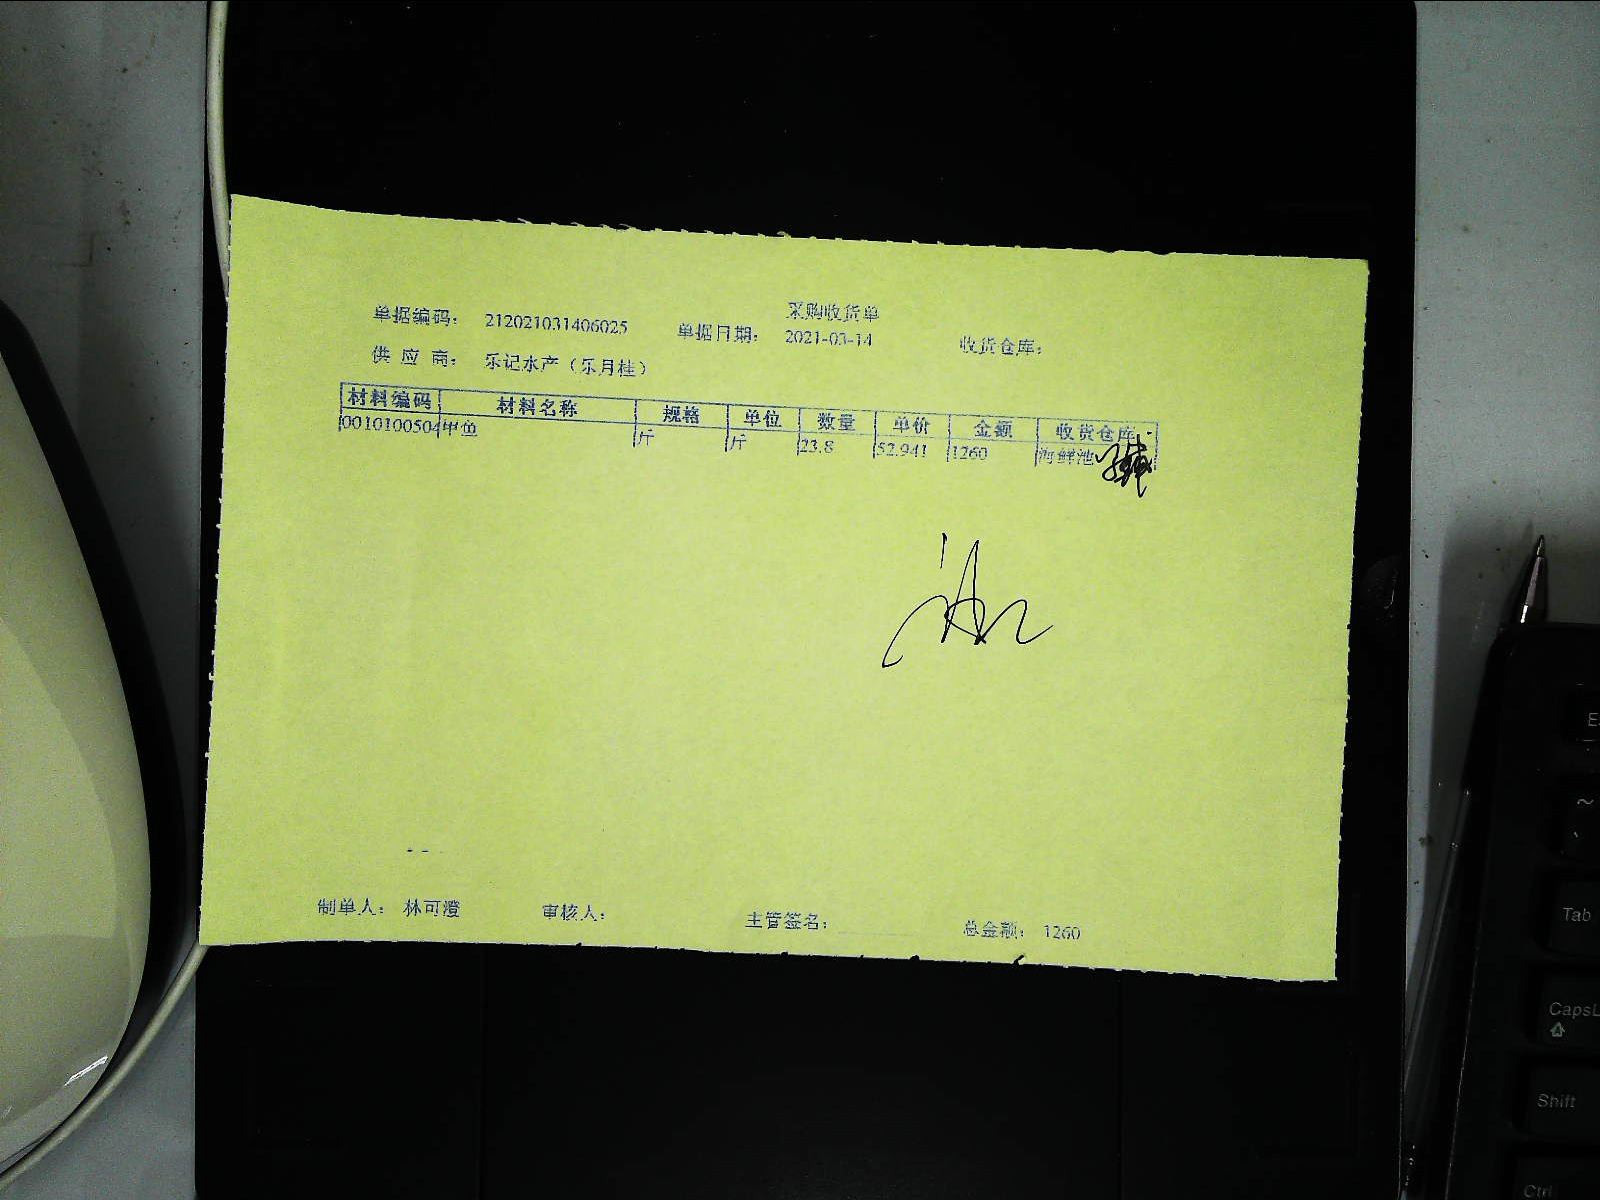 采购收货单
单据编码： 212021031406025 单据日期： 2021-03-14 收货仓库：
供 应 商： 乐记水产（乐月桂）
材料编码 材料名称 规格 单位 数量 单价 金额 收货仓库
0010100504 甲鱼 斤 斤 23.8 52.941 1260 海鲜池
制单人： 林可澄 审核人： 主管签名： 总金额： 1260
~
Tab
Shift